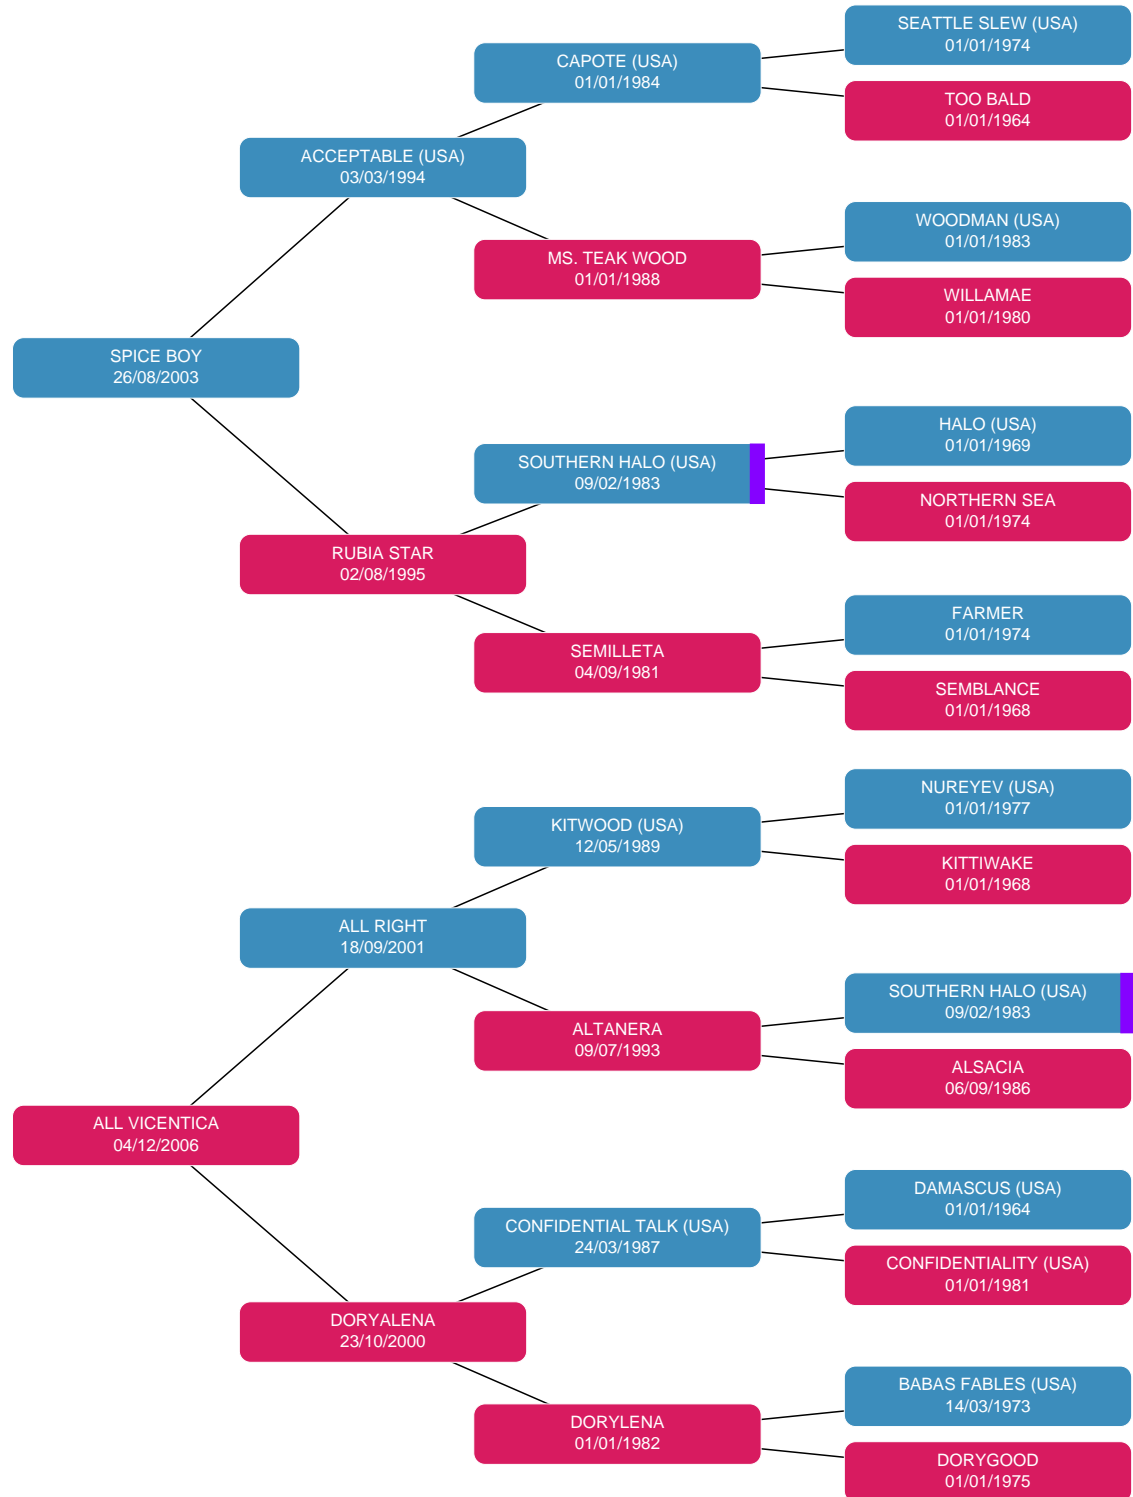 SEATTLE SLEW (USA)
01/01/1974
CAPOTE (USA)
01/01/1984
TOO BALD
01/01/1964
ACCEPTABLE (USA)
03/03/1994
WOODMAN (USA)
01/01/1983
MS. TEAK WOOD
01/01/1988
WILLAMAE
01/01/1980
SPICE BOY
26/08/2003
HALO (USA)
01/01/1969
SOUTHERN HALO (USA)
09/02/1983
NORTHERN SEA
01/01/1974
RUBIA STAR
02/08/1995
FARMER
01/01/1974
SEMILLETA
04/09/1981
SEMBLANCE
01/01/1968
NUREYEV (USA)
01/01/1977
KITWOOD (USA)
12/05/1989
KITTIWAKE
01/01/1968
ALL RIGHT
18/09/2001
SOUTHERN HALO (USA)
09/02/1983
ALTANERA
09/07/1993
ALSACIA
06/09/1986
ALL VICENTICA
04/12/2006
DAMASCUS (USA)
01/01/1964
CONFIDENTIAL TALK (USA)
24/03/1987
CONFIDENTIALITY (USA)
01/01/1981
DORYALENA
23/10/2000
BABAS FABLES (USA)
14/03/1973
DORYLENA
01/01/1982
DORYGOOD
01/01/1975